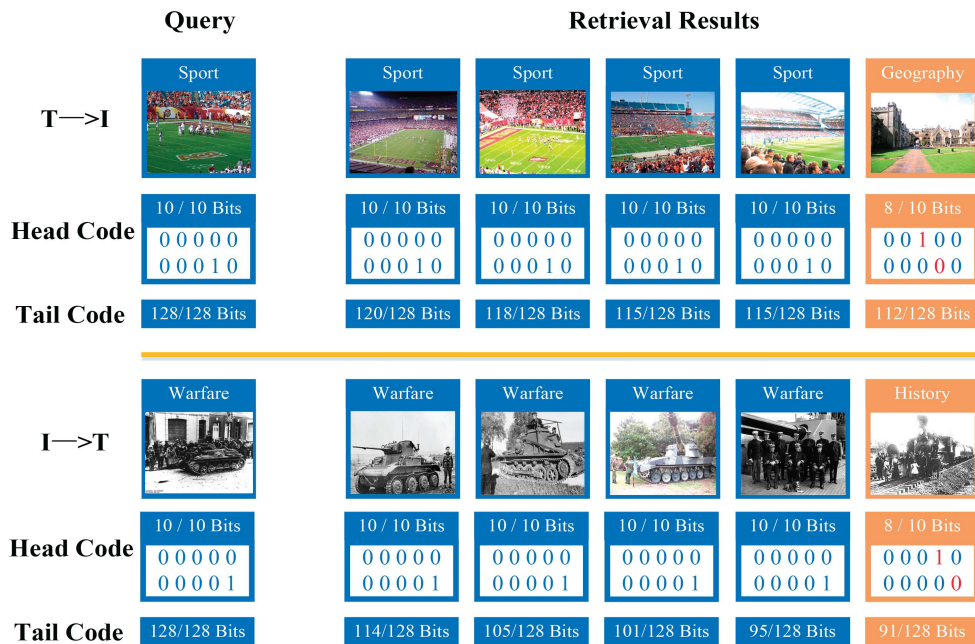 Query Retrieval Results
Sport Sport Sport Sport Sport Geography
T—>I
10 / 10 Bits 10 / 10 Bits 10 / 10 Bits 10 / 10 Bits 10 / 10 Bits 8 / 10 Bits
Head Code
0 0 0 0 0 0 0 0 0 0 0 0 0 0 0 0 0 0 0 0 0 0 0 0 0 0 0 1 0 0
0 0 0 1 0 0 0 0 1 0 0 0 0 1 0 0 0 0 1 0 0 0 0 1 0 0 0 0 0 0
Tail Code 128/128 Bits 120/128 Bits 118/128 Bits 115/128 Bits 115/128 Bits 112/128 Bits
Warfare Warfare Warfare Warfare Warfare History
I—>T
10 / 10 Bits 10 / 10 Bits 10 / 10 Bits 10 / 10 Bits 10 / 10 Bits 8 / 10 Bits
Head Code
0 0 0 0 0 0 0 0 0 0 0 0 0 0 0 0 0 0 0 0 0 0 0 0 0 0 0 0 1 0
0 0 0 0 1 0 0 0 0 1 0 0 0 0 1 0 0 0 0 1 0 0 0 0 1 0 0 0 0 0
Tail Code 128/128 Bits 114/128 Bits 105/128 Bits 101/128 Bits 95/128 Bits 91/128 Bits